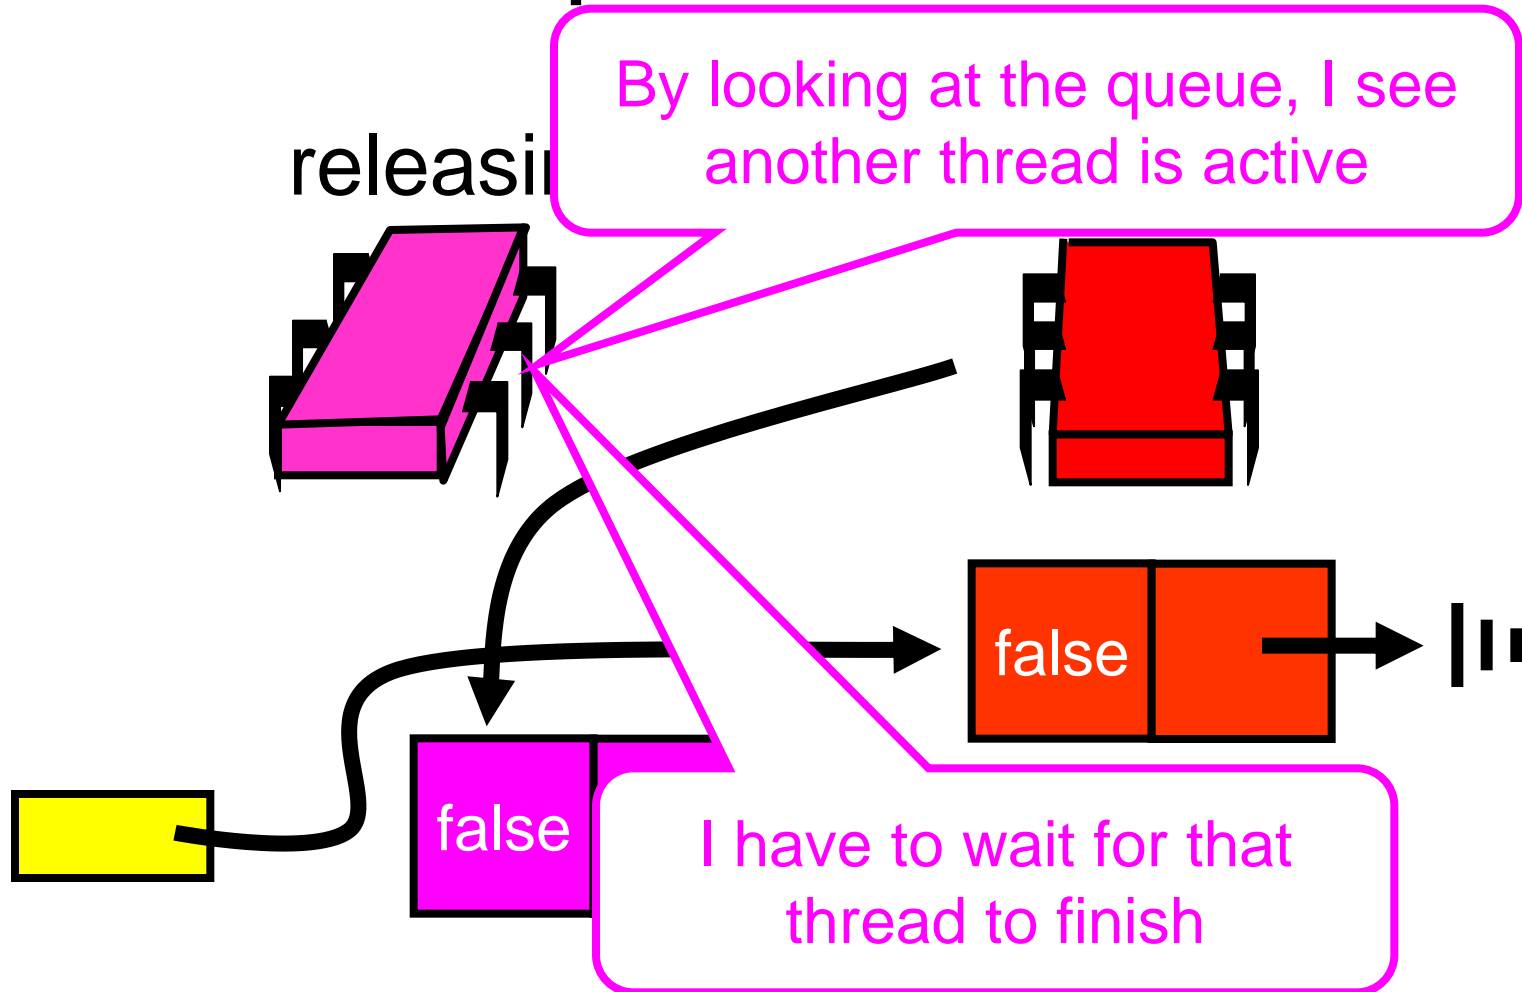 By looking at the queue, I see
another thread is active
false
false
I have to wait for that
thread to finish